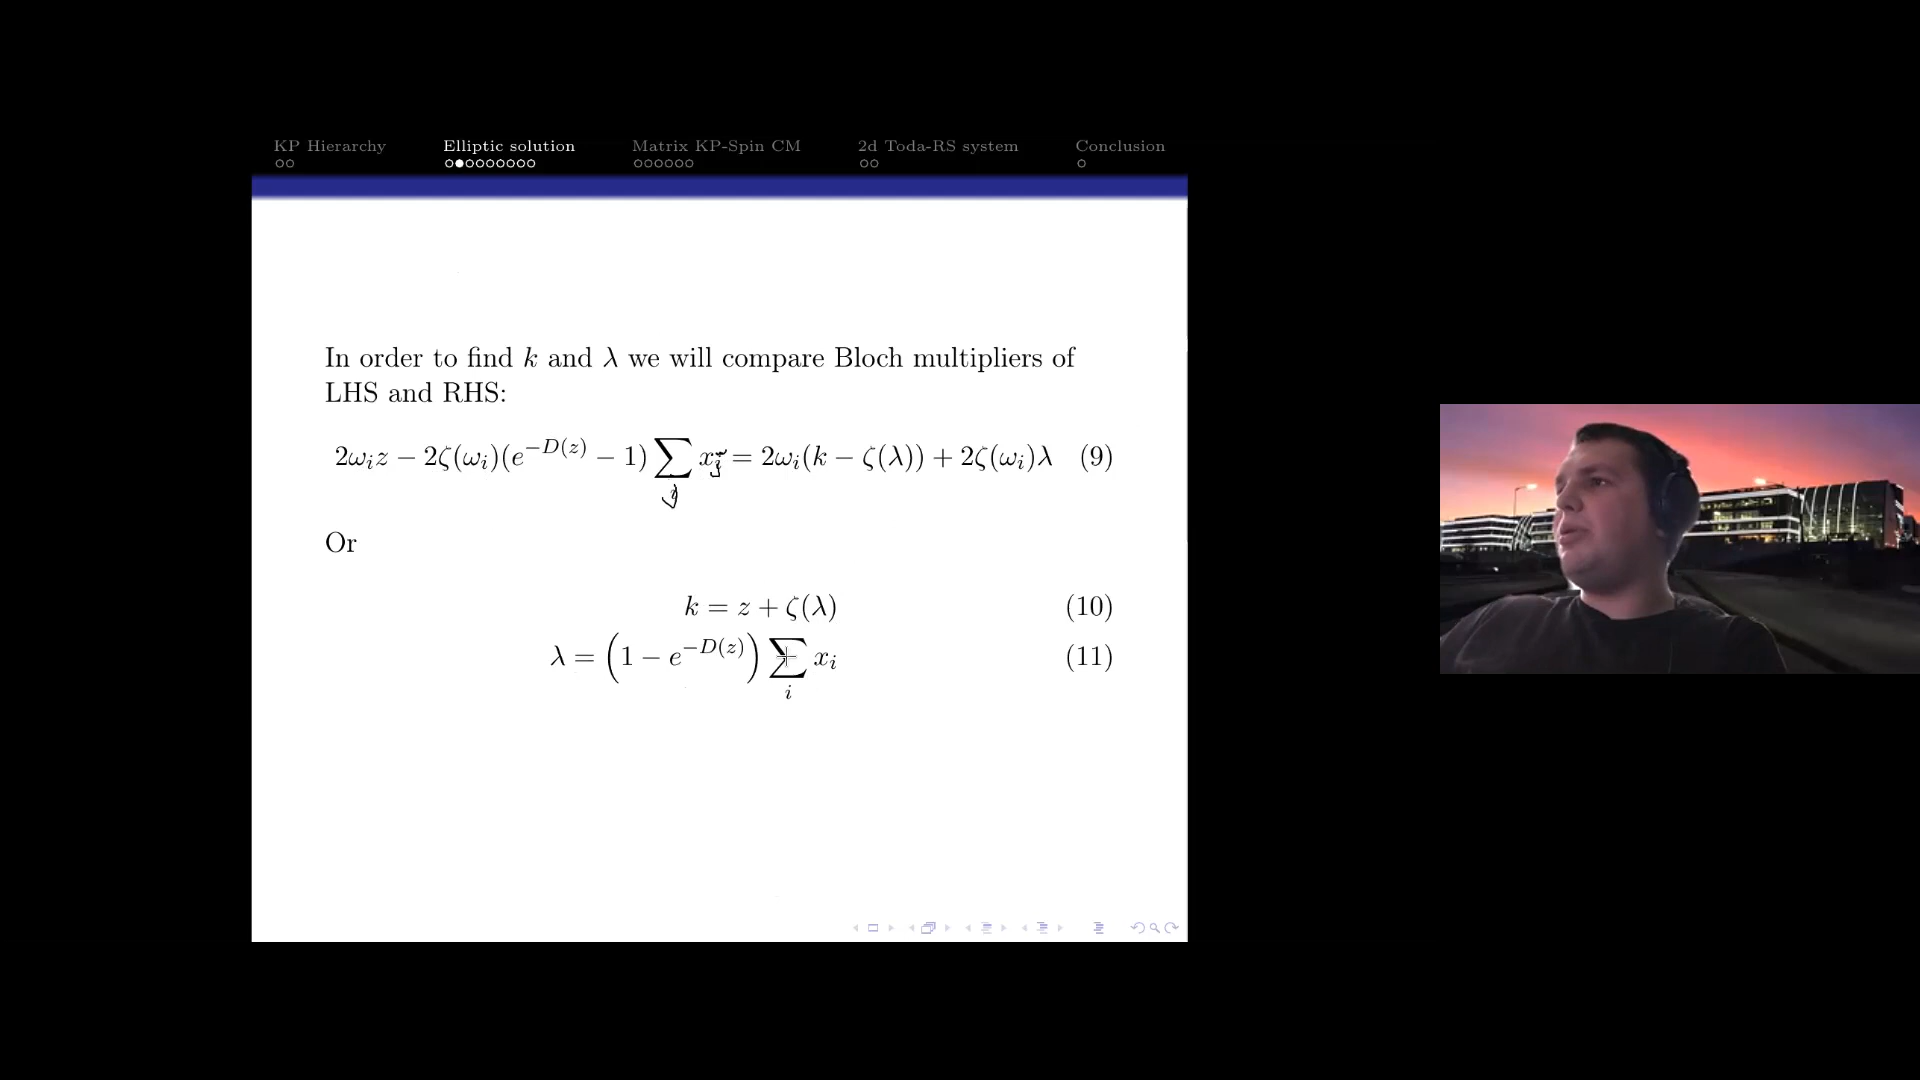 KP Hierarchy Elliptic solution Matrix KP-Spin CM 2d Toda-RS system Conclusion
In order to find k and λ we will compare Bloch multipliers of
LHS and RHS:
2ω_i z − 2ζ(ω_i)(e^{−D(z)} − 1) ∑_j x_j = 2ω_i(k − ζ(λ)) + 2ζ(ω_i)λ (9)
Or
k = z + ζ(λ) (10)
λ = (1 − e^{−D(z)}) ∑_i x_i (11)